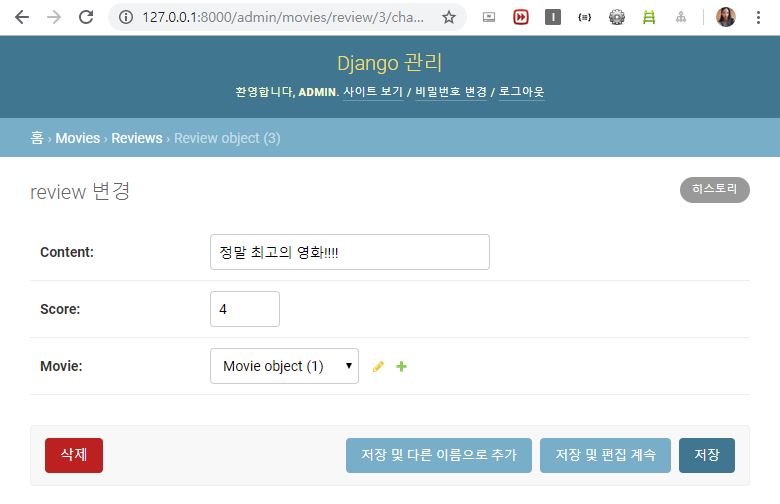 127.0.0.1:8000/admin/movies/review/3/cha...
Django 관리
환영합니다, ADMIN. 사이트 보기 / 비밀번호 변경 / 로그아웃
홈 › Movies › Reviews › Review object (3)
review 변경
히스토리
Content: 정말 최고의 영화!!!!
Score: 4
Movie: Movie object (1)
삭제 저장 및 다른 이름으로 추가 저장 및 편집 계속 저장